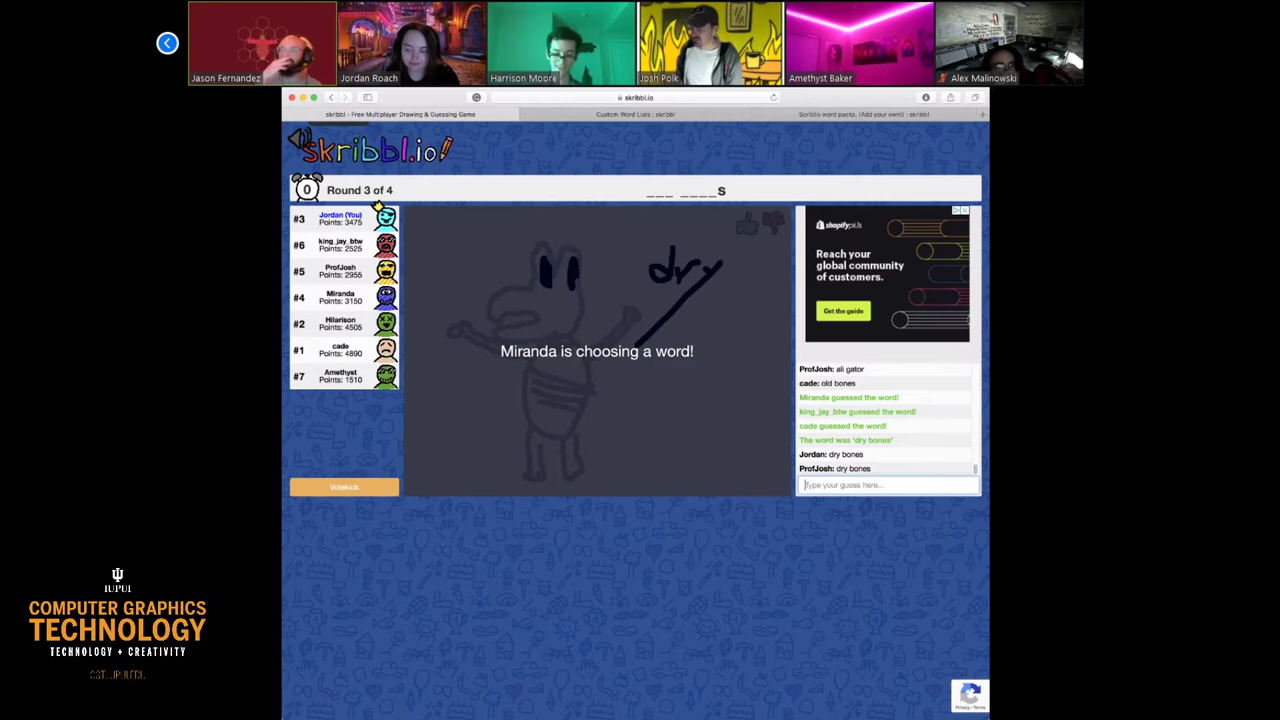 Jason Fernandez
Jordan Roach
Harrison Moore
Josh Polk
Amethyst Baker
Alex Malinowski
skribbl.io
skribbl - Free Multiplayer Drawing & Guessing Game
Custom Word Lists : skribbl
Scriblio word packs. (Add your own!) : skribbl
skribbl.io!
0
Round 3 of 4
___ ____s
#3 Jordan (You)
Points: 3475
#6 king_jay_btw
Points: 2525
#5 ProfJosh
Points: 2955
#4 Miranda
Points: 3150
#2 Hilarison
Points: 4505
#1 cade
Points: 4890
#7 Amethyst
Points: 1510
Votekick
dry
Miranda is choosing a word!
shopify plus
Reach your
global community
of customers.
Get the guide
ProfJosh: ali gator
cade: old bones
Miranda guessed the word!
king_jay_btw guessed the word!
cade guessed the word!
The word was 'dry bones'
Jordan: dry bones
ProfJosh: dry bones
Type your guess here...
IUPUI
COMPUTER GRAPHICS
TECHNOLOGY
TECHNOLOGY + CREATIVITY
Privacy - Terms